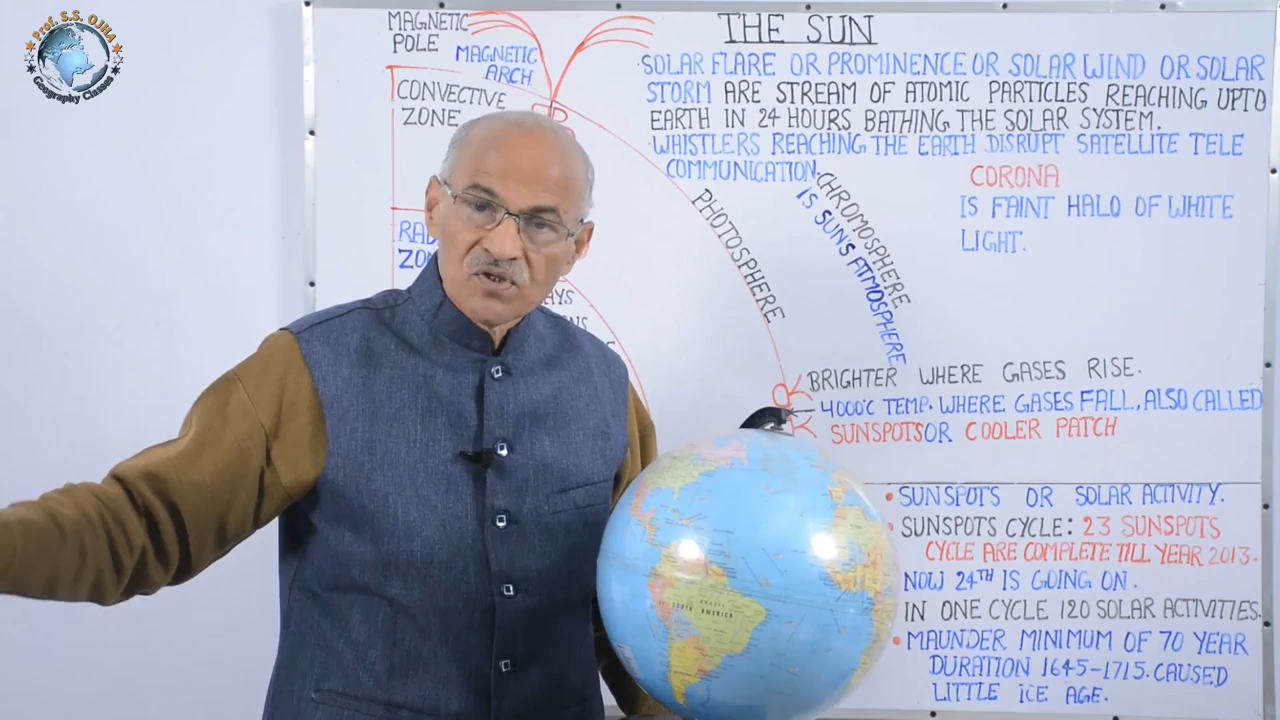 Prof. S.S. OJHA
Geography Classes
MAGNETIC
POLE
MAGNETIC
ARCH
CONVECTIVE
ZONE
THE SUN
SOLAR FLARE OR PROMINENCE OR SOLAR WIND OR SOLAR
STORM ARE STREAM OF ATOMIC PARTICLES REACHING UPTO
EARTH IN 24 HOURS BATHING THE SOLAR SYSTEM.
WHISTLERS REACHING THE EARTH DISRUPT SATELLITE TELE
COMMUNICATION.
CORONA
IS FAINT HALO OF WHITE
LIGHT.
PHOTOSPHERE
CHROMOSPHERE
IS SUN'S ATMOSPHERE
BRIGHTER WHERE GASES RISE.
4000°C TEMP. WHERE GASES FALL, ALSO CALLED
SUNSPOTS OR COOLER PATCH
• SUNSPOTS OR SOLAR ACTIVITY.
• SUNSPOTS CYCLE: 23 SUNSPOTS
CYCLE ARE COMPLETE TILL YEAR 2013.
NOW 24TH IS GOING ON.
IN ONE CYCLE 120 SOLAR ACTIVITIES.
• MAUNDER MINIMUM OF 70 YEAR
DURATION 1645-1715. CAUSED
LITTLE ICE AGE.
ZO
BRAZIL
SOUTH AMERICA